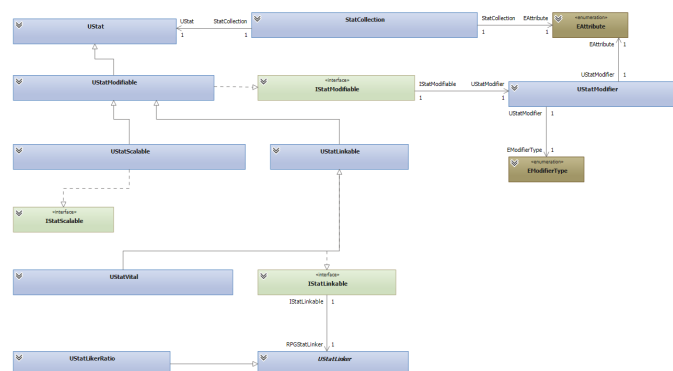 UStat
UStat
StatCollection
1
1
StatCollection
StatCollection
EAttribute
1
1
«enumeration»
EAttribute
EAttribute
1
UStatModifier
1
UStatModifiable
«interface»
IStatModifiable
IStatModifiable
UStatModifier
1
1
UStatModifier
UStatModifier
1
EModifierType
1
«enumeration»
EModifierType
UStatScalable
UStatLinkable
«interface»
IStatScalable
UStatVital
«interface»
IStatLinkable
IStatLinkable
1
RPGStatLinker
1
UStatLikerRatio
UStatLinker